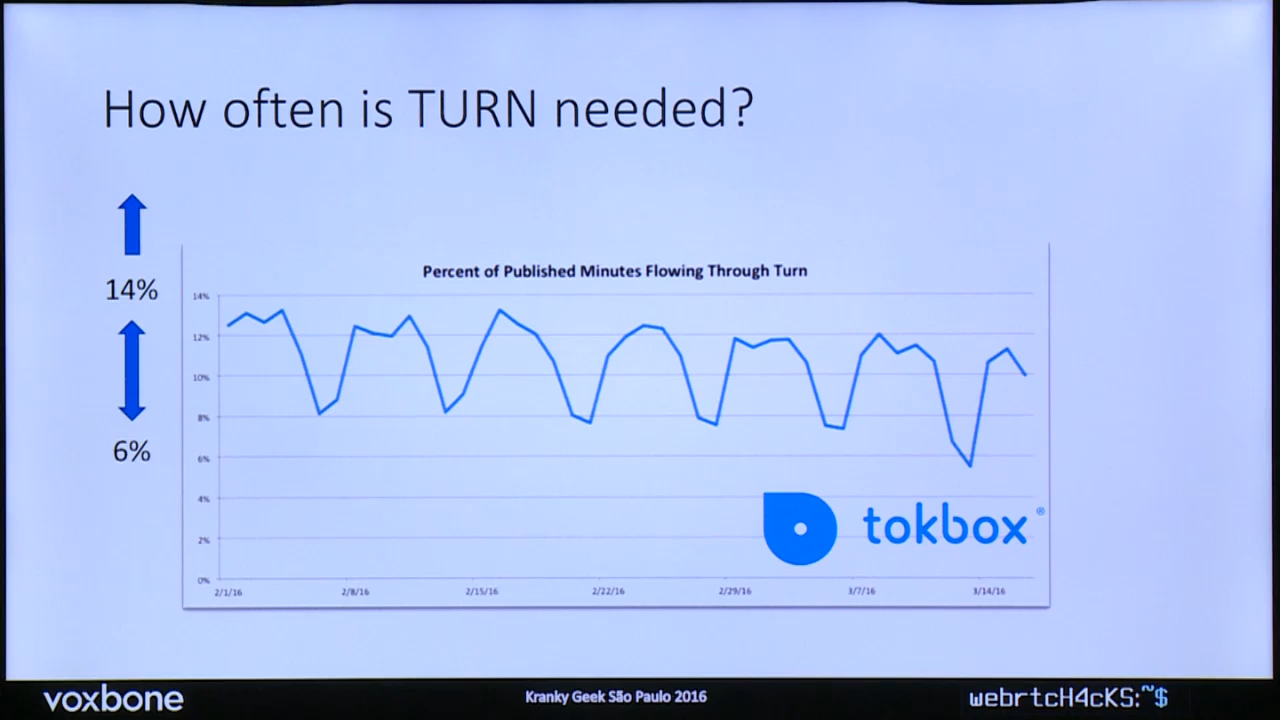 How often is TURN needed?
14%
6%
Percent of Published Minutes Flowing Through Turn
14%
12%
10%
8%
6%
4%
2%
0%
2/1/16
2/8/16
2/15/16
2/22/16
2/29/16
3/7/16
3/14/16
tokbox®
voxbone
Kranky Geek São Paulo 2016
webrtcH4cKS:~$